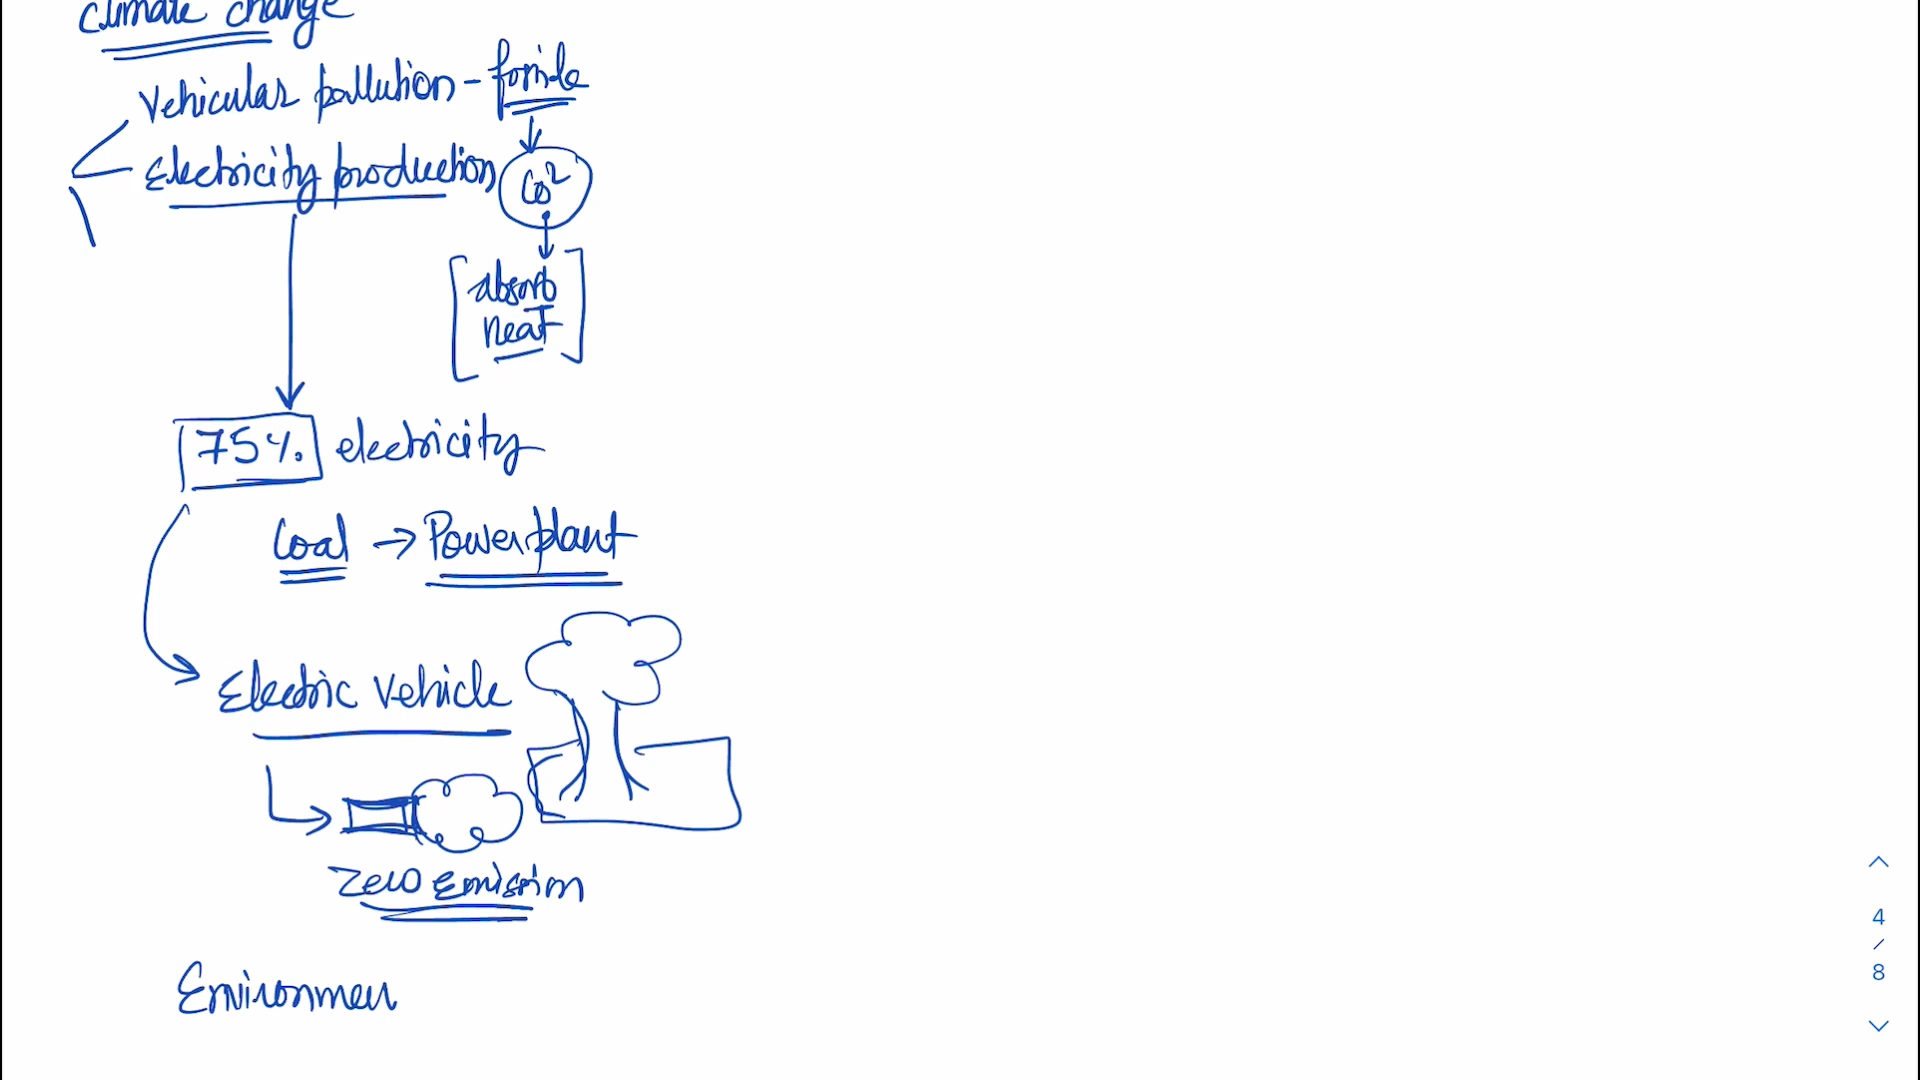 climate change
Vehicular pollution - fossile
Electricity production
Co²
absorb
heat
75% electricity
Coal → Powerplant
Electric Vehicle
Zero Emission
Environmen
4
/
8